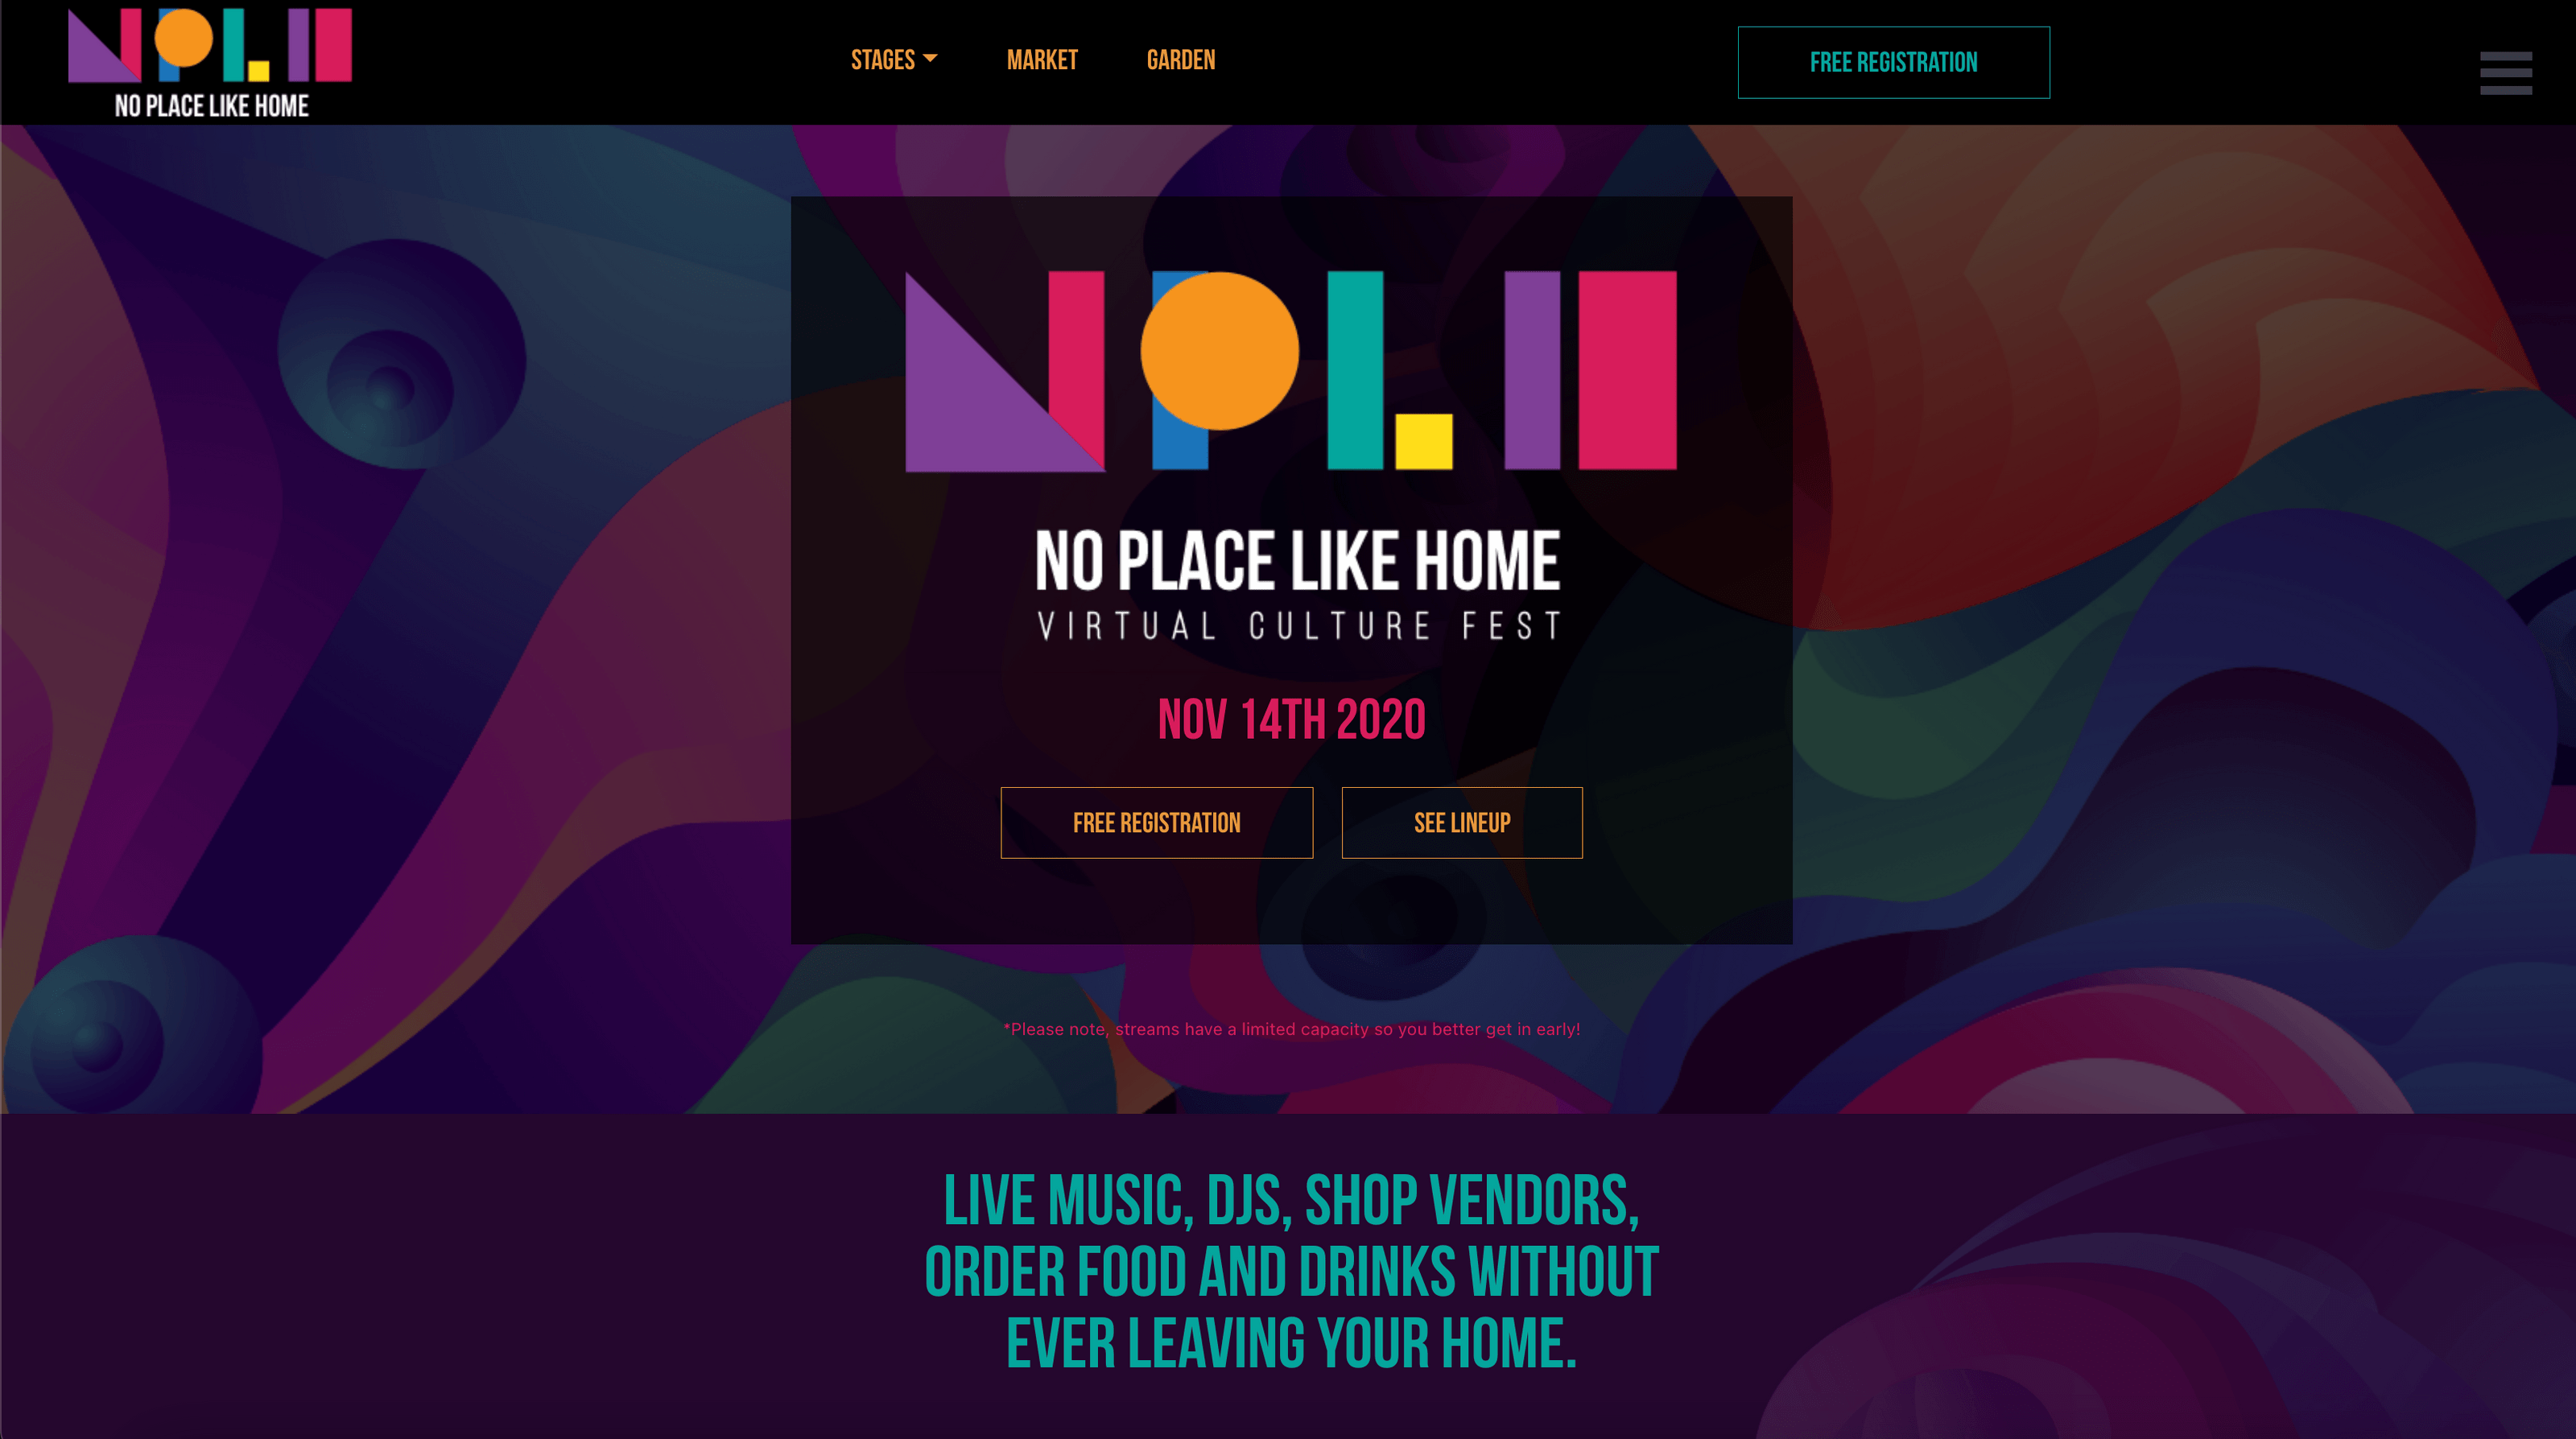 NPLH
NO PLACE LIKE HOME
STAGES
MARKET
GARDEN
FREE REGISTRATION
NPLH
NO PLACE LIKE HOME
VIRTUAL CULTURE FEST
NOV 14TH 2020
FREE REGISTRATION
SEE LINEUP
*Please note, streams have a limited capacity so you better get in early!
LIVE MUSIC, DJS, SHOP VENDORS,
ORDER FOOD AND DRINKS WITHOUT
EVER LEAVING YOUR HOME.